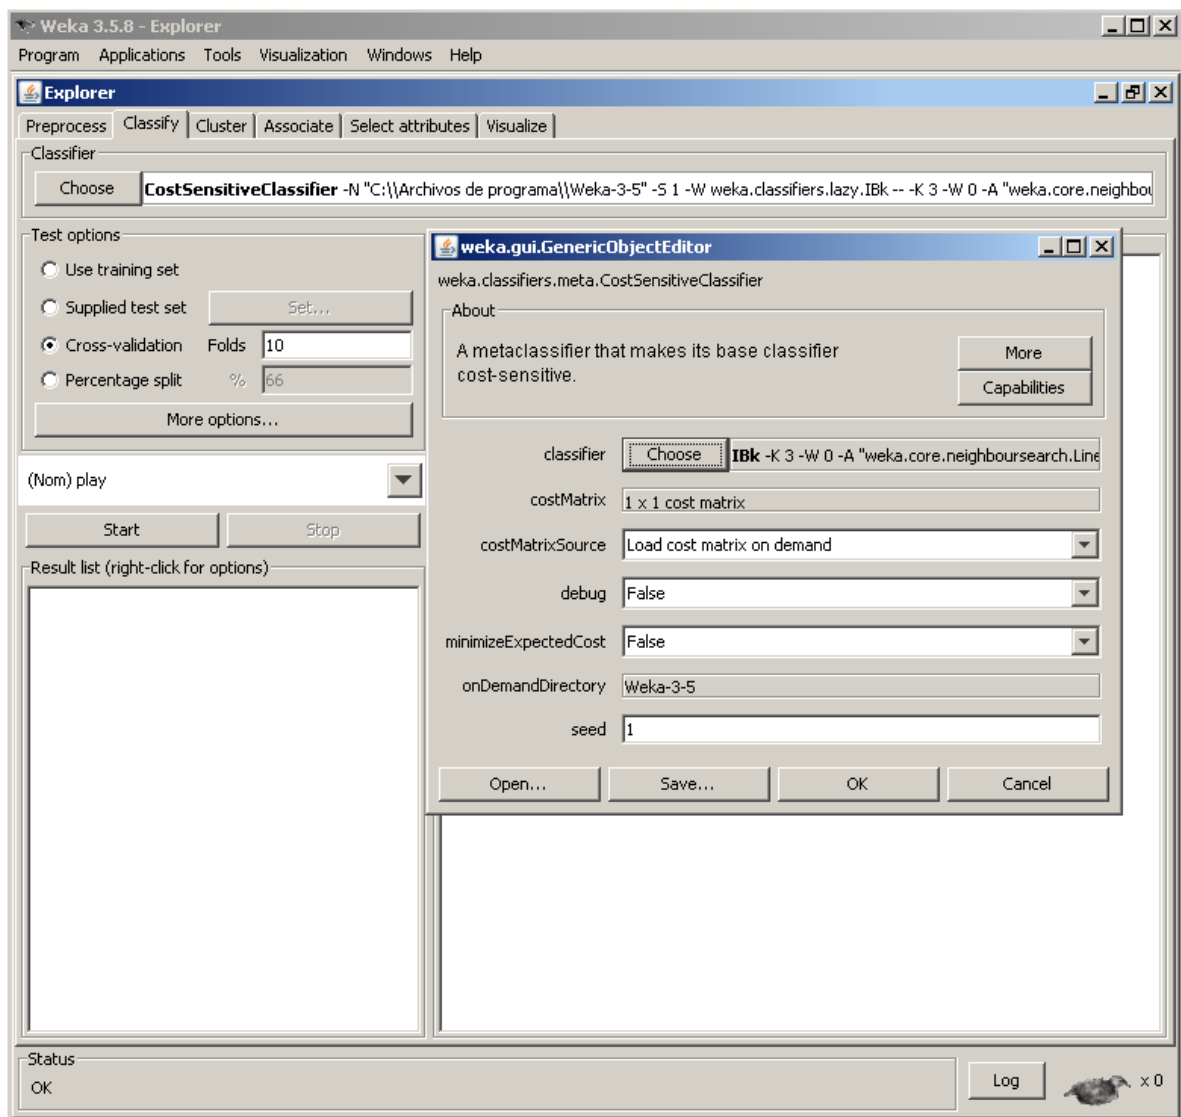 Weka 3.5.8 - Explorer
Program Applications Tools Visualization Windows Help
Explorer
Preprocess Classify Cluster Associate Select attributes Visualize
Classifier
Choose CostSensitiveClassifier -N "C:\\Archivos de programa\\Weka-3-5" -S 1 -W weka.classifiers.lazy.IBk -- -K 3 -W 0 -A "weka.core.neighbou
Test options
Use training set
Supplied test set Set...
Cross-validation Folds 10
Percentage split % 66
More options...
(Nom) play
Start Stop
Result list (right-click for options)
weka.gui.GenericObjectEditor
weka.classifiers.meta.CostSensitiveClassifier
About
A metaclassifier that makes its base classifier
cost-sensitive.
More
Capabilities
classifier Choose IBk -K 3 -W 0 -A "weka.core.neighboursearch.Line
costMatrix 1 x 1 cost matrix
costMatrixSource Load cost matrix on demand
debug False
minimizeExpectedCost False
onDemandDirectory Weka-3-5
seed 1
Open... Save... OK Cancel
Status
OK
Log x 0